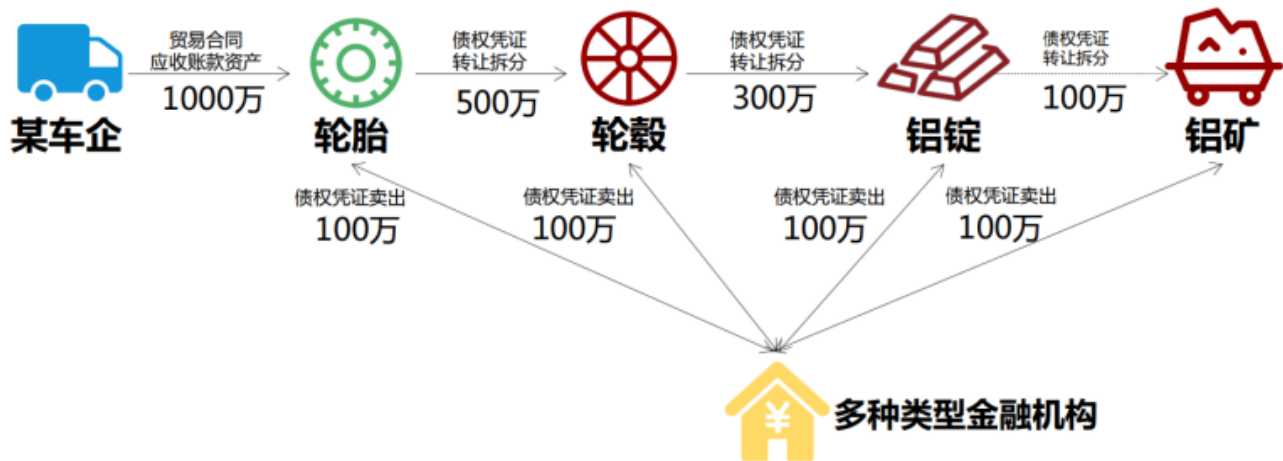 贸易合同
应收账款资产
1000万
债权凭证
转让拆分
500万
债权凭证
转让拆分
300万
债权凭证
转让拆分
100万
某车企
轮胎
轮毂
铝锭
铝矿
债权凭证卖出
100万
债权凭证卖出
100万
债权凭证卖出
100万
债权凭证卖出
100万
¥
多种类型金融机构